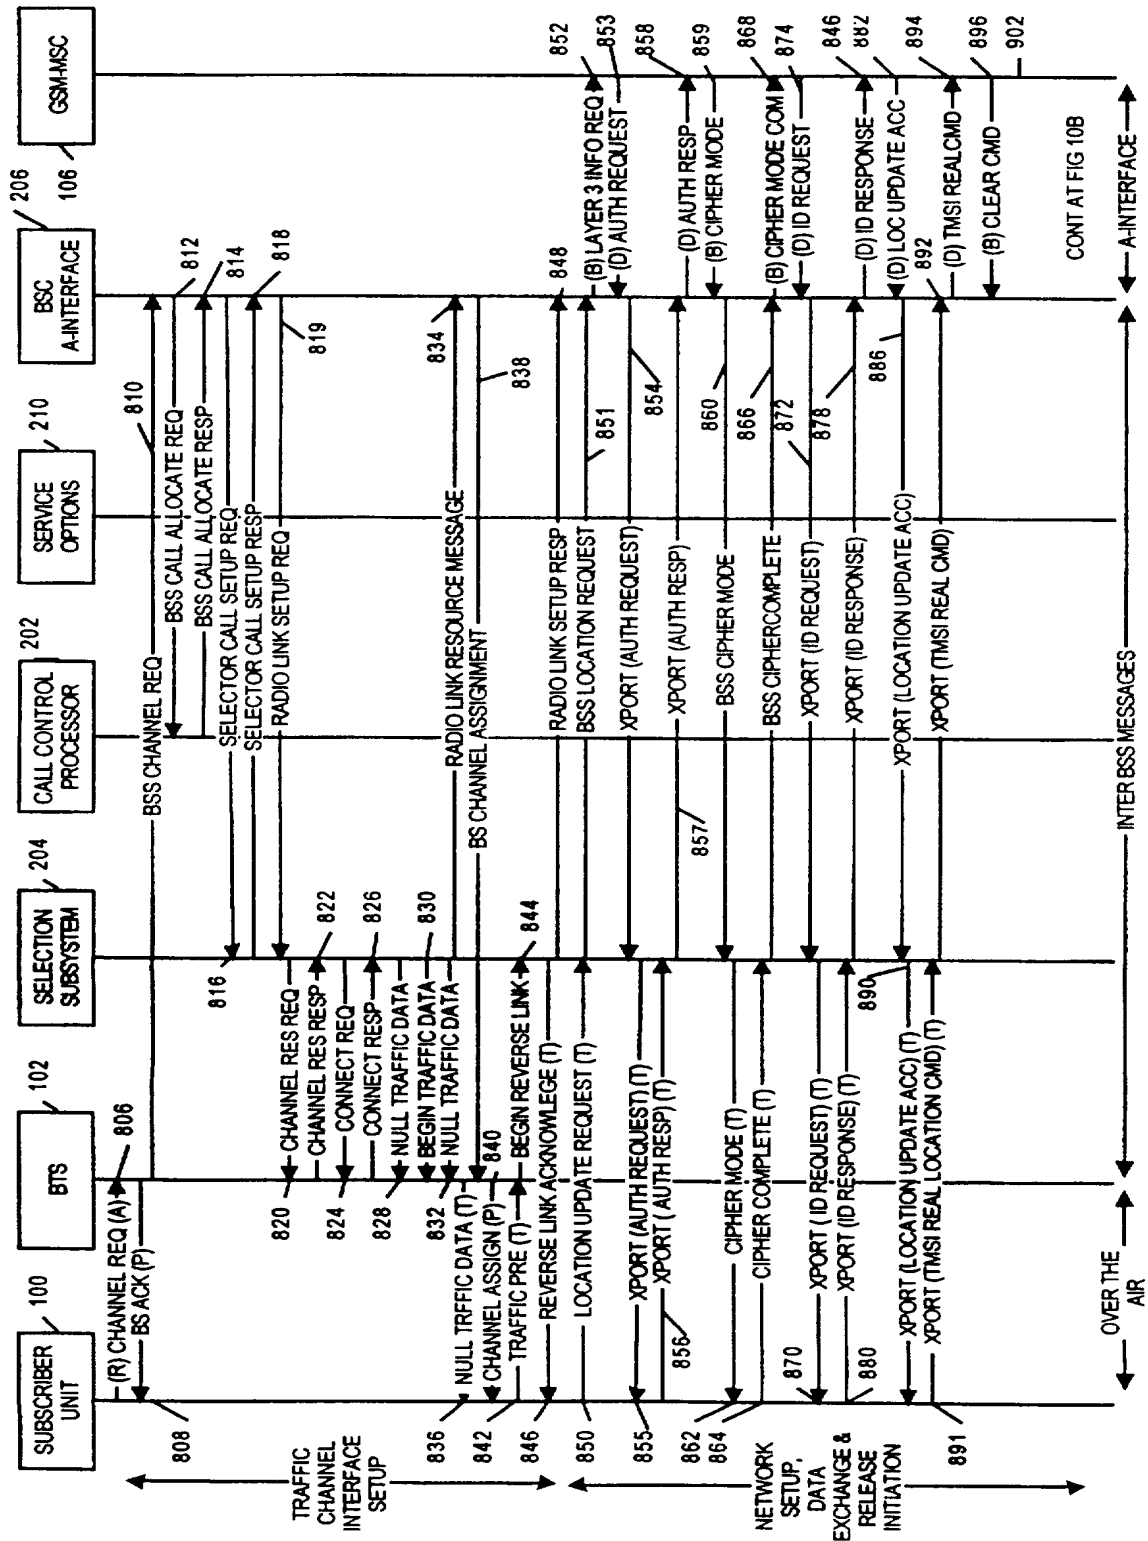 SUBSCRIBER
UNIT
100
BTS
102
SELECTION
SUBSYSTEM
204
CALL CONTROL
PROCESSOR
202
SERVICE
OPTIONS
210
BSC
A-INTERFACE
206
GSM-MSC
106
TRAFFIC
CHANNEL
INTERFACE
SETUP
(R) CHANNEL REQ (A)
806
BS ACK (P)
808
BSS CHANNEL REQ
810
BSS CALL ALLOCATE REQ
812
BSS CALL ALLOCATE RESP
814
SELECTOR CALL SETUP REQ
816
SELECTOR CALL SETUP RESP
818
RADIO LINK SETUP REQ
819
CHANNEL RES REQ
820
CHANNEL RES RESP
822
CONNECT REQ
824
CONNECT RESP
826
NULL TRAFFIC DATA
828
BEGIN TRAFFIC DATA
830
NULL TRAFFIC DATA
832
RADIO LINK RESOURCE MESSAGE
834
NULL TRFFIC DATA (T)
836
BS CHANNEL ASSIGNMENT
838
CHANNEL ASSIGN (P)
840
TRAFFIC PRE (T)
842
BEGIN REVERSE LINK
844
REVERSE LINK ACKNOWLEGE (T)
846
RADIO LINK SETUP RESP
848
NETWORK
SETUP,
DATA
EXCHANGE &
RELEASE
INITIATION
LOCATION UPDATE REQUEST (T)
850
BSS LOCATION REQUEST
851
(B) LAYER 3 INFO REQ
852
(D) AUTH REQUEST
853
XPORT (AUTH REQUEST)
854
XPORT (AUTH REQUEST) (T)
855
XPORT ( AUTH RESP) (T)
856
XPORT (AUTH RESP)
857
(D) AUTH RESP
858
(B) CIPHER MODE
859
BSS CIPHER MODE
860
CIPHER MODE (T)
862
CIPHER COMPLETE (T)
864
BSS CIPHERCOMPLETE
866
(B) CIPHER MODE COM
868
(D) ID REQUEST
874
XPORT (ID REQUEST)
872
XPORT ( ID REQUEST) (T)
870
XPORT (ID RESPONSE) (T)
880
XPORT (ID RESPONSE)
878
(D) ID RESPONSE
846
(D) LOC UPDATE ACC
882
XPORT (LOCATION UPDATE ACC)
886
XPORT (LOCATION UPDATE ACC) (T)
890
XPORT (TMSI REAL LOCATION CMD) (T)
891
XPORT (TMSI REAL CMD)
892
(D) TMSI REALCMD
894
(B) CLEAR CMD
896
902
CONT AT FIG 10B
OVER THE
AIR
INTER BSS MESSAGES
A-INTERFACE